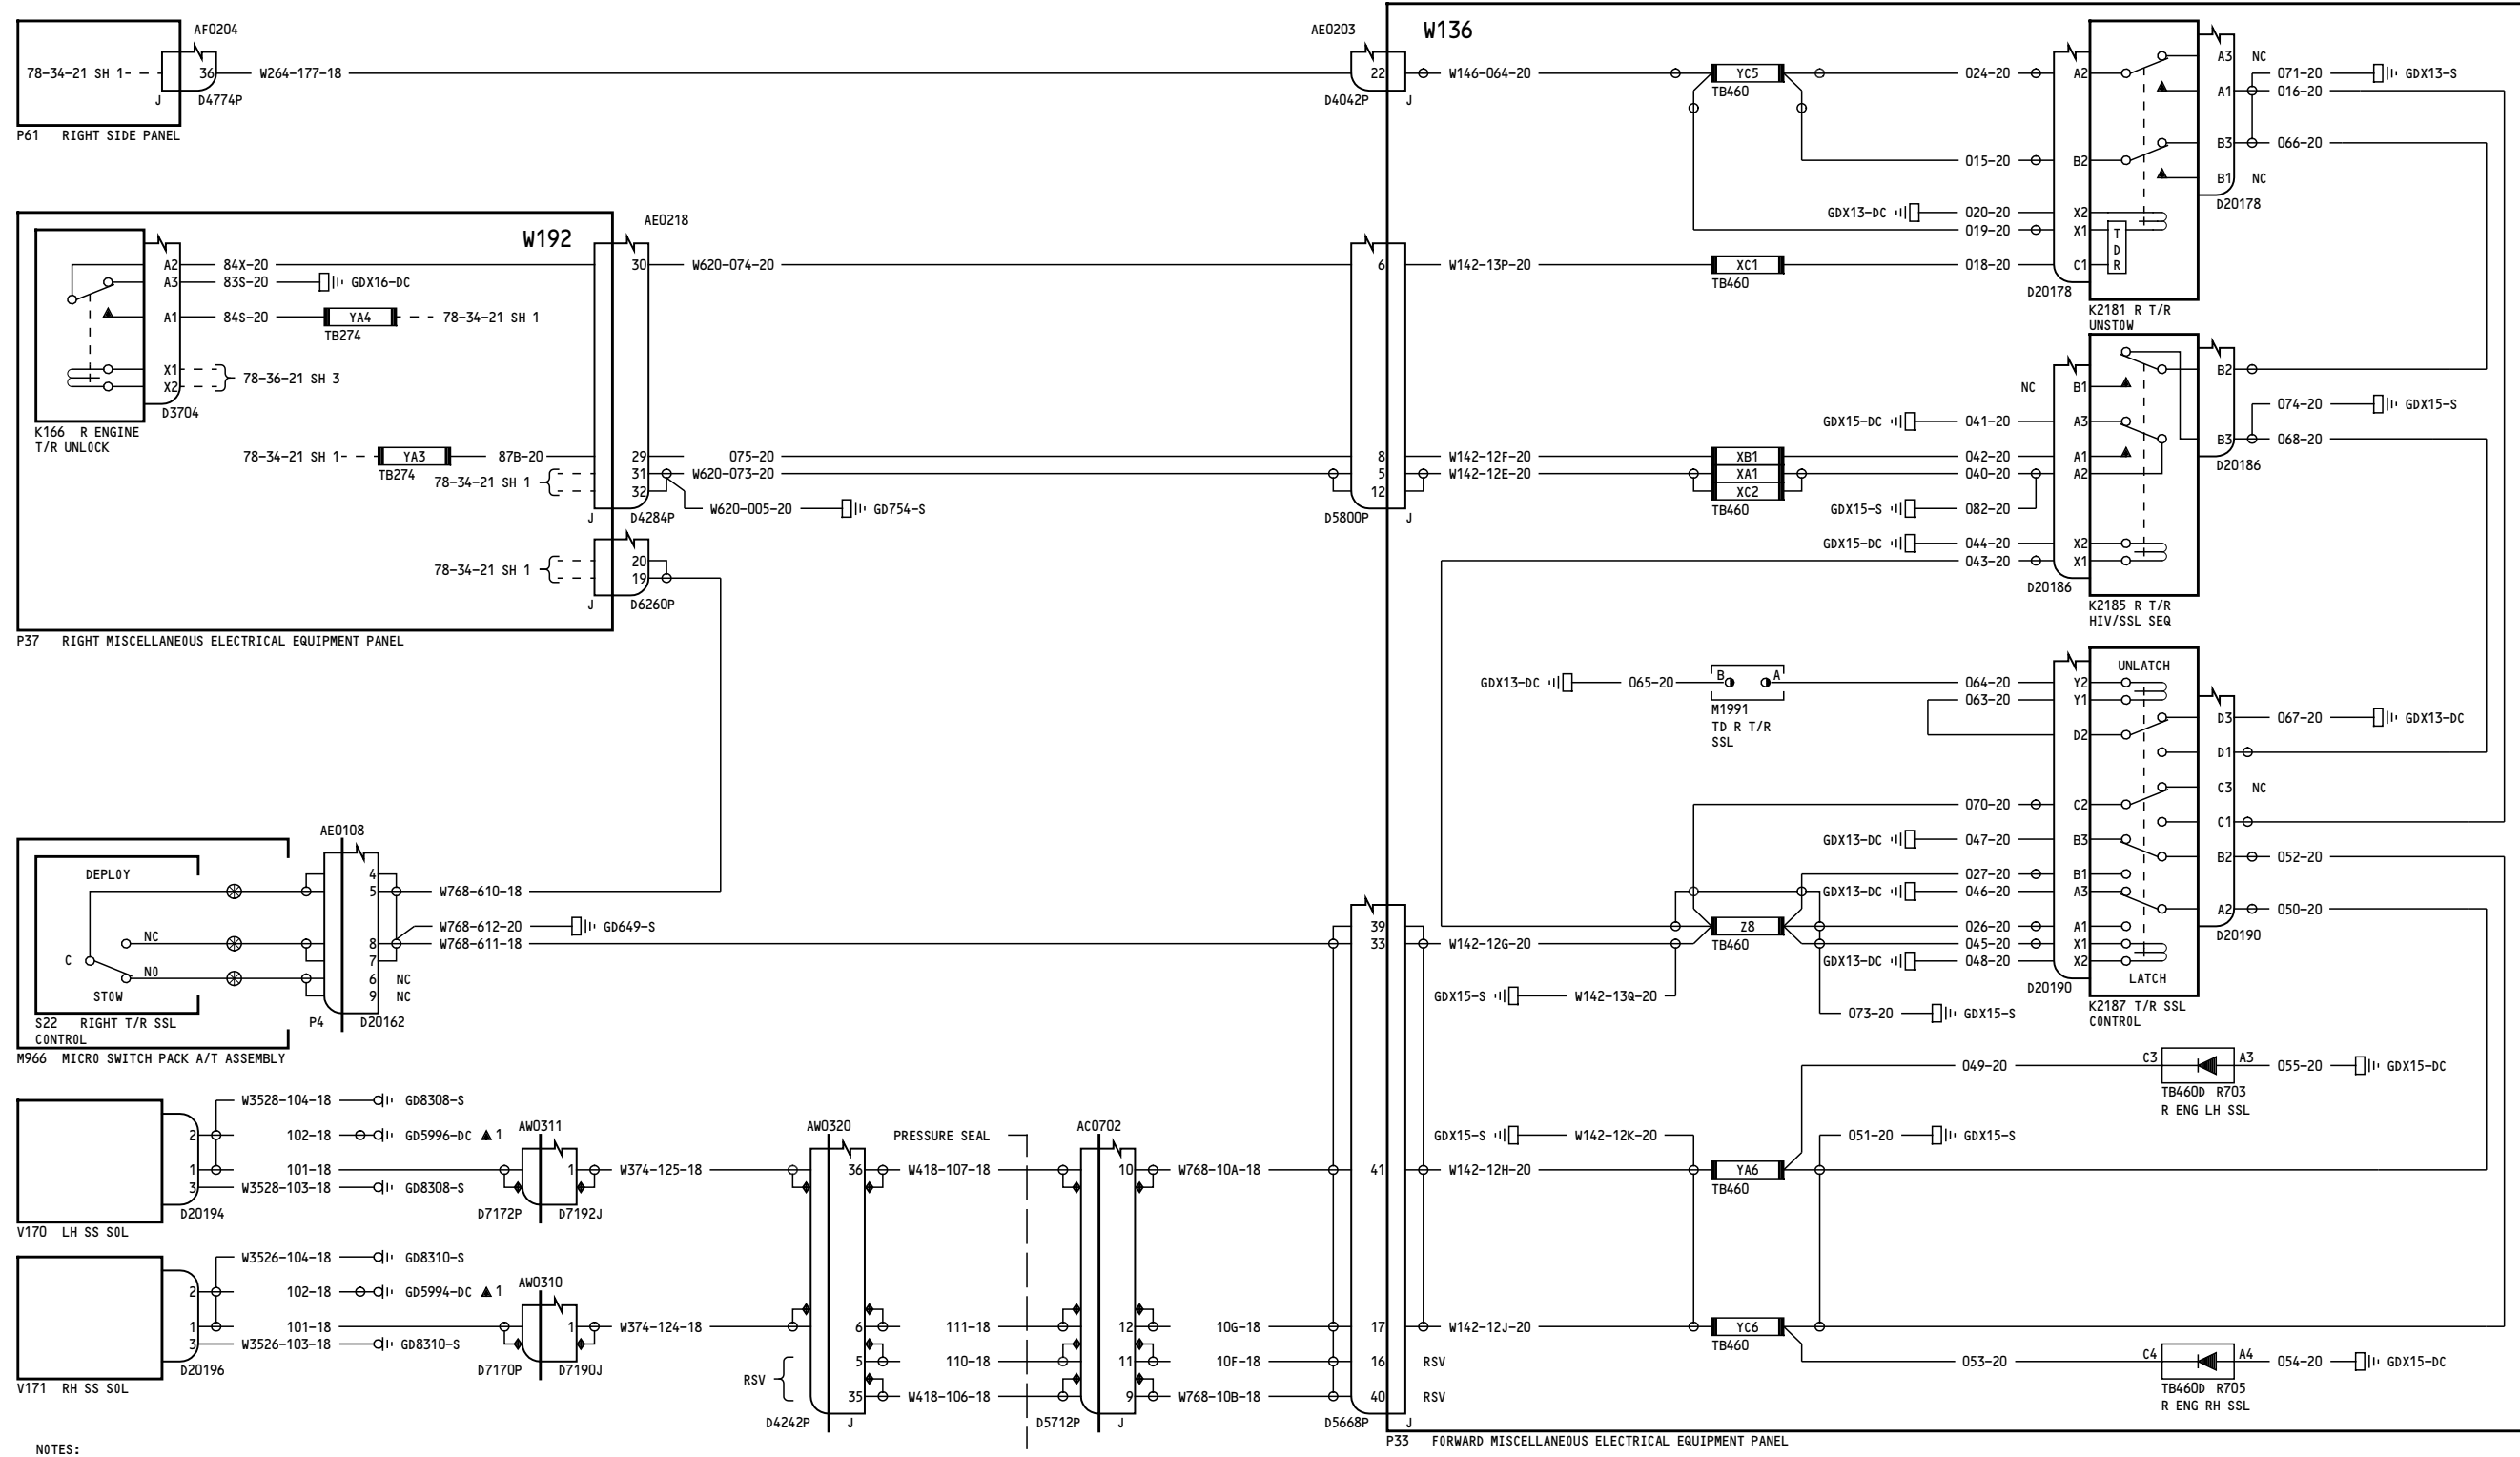 AF0204
78-34-21 SH 1
36
W264-177-18
J
D4774P
P61 RIGHT SIDE PANEL
AE0203
22
D4042P
J
W136
W146-064-20
YC5
TB460
024-20
015-20
GDX13-DC
020-20
019-20
018-20
A2
B2
X2
X1
C1
T
D
R
D20178
A3
NC
A1
B3
B1
NC
D20178
071-20
GDX13-S
016-20
066-20
K2181 R T/R
UNSTOW
W192
AE0218
A2
84X-20
A3
83S-20
GDX16-DC
A1
84S-20
YA4
TB274
78-34-21 SH 1
X1
X2
78-36-21 SH 3
D3704
K166 R ENGINE
T/R UNLOCK
78-34-21 SH 1
YA3
TB274
87B-20
78-34-21 SH 1
30
W620-074-20
29
075-20
31
W620-073-20
32
W620-005-20
GD754-S
J
D4284P
78-34-21 SH 1
20
19
J
D6260P
P37 RIGHT MISCELLANEOUS ELECTRICAL EQUIPMENT PANEL
6
8
5
12
D5800P
J
W142-13P-20
XC1
TB460
W142-12F-20
W142-12E-20
XB1
XA1
XC2
TB460
NC
B1
GDX15-DC
041-20
A3
042-20
A1
040-20
A2
GDX15-S
082-20
GDX15-DC
044-20
X2
043-20
X1
D20186
B2
074-20
GDX15-S
B3
068-20
D20186
K2185 R T/R
HIV/SSL SEQ
GDX13-DC
065-20
B
A
M1991
TD R T/R
SSL
064-20
Y2
063-20
Y1
D2
UNLATCH
D3
067-20
GDX13-DC
D1
C3
NC
C1
070-20
C2
GDX13-DC
047-20
B3
B2
052-20
027-20
B1
GDX13-DC
046-20
A3
A2
050-20
026-20
A1
D20190
045-20
X1
GDX13-DC
048-20
X2
LATCH
D20190
K2187 T/R SSL
CONTROL
AE0108
DEPLOY
4
5
W768-610-18
W768-612-20
GD649-S
NC
8
W768-611-18
C
7
NO
6
NC
STOW
9
NC
S22 RIGHT T/R SSL
CONTROL
P4
D20162
M966 MICRO SWITCH PACK A/T ASSEMBLY
39
33
W142-12G-20
Z8
TB460
GDX15-S
W142-13Q-20
073-20
GDX15-S
049-20
C3
A3
055-20
GDX15-DC
TB460D R703
R ENG LH SSL
W3528-104-18
GD8308-S
2
102-18
GD5996-DC
1
1
101-18
3
W3528-103-18
GD8308-S
D20194
V170 LH SS SOL
AW0311
1
D7172P
D7192J
W374-125-18
AW0320
36
W418-107-18
PRESSURE SEAL
AC0702
10
W768-10A-18
41
GDX15-S
W142-12K-20
W142-12H-20
YA6
TB460
051-20
GDX15-S
W3526-104-18
GD8310-S
2
102-18
GD5994-DC
1
1
101-18
3
W3526-103-18
GD8310-S
D20196
V171 RH SS SOL
AW0310
1
D7170P
D7190J
W374-124-18
6
111-18
12
10G-18
17
W142-12J-20
YC6
TB460
5
110-18
11
10F-18
16
RSV
RSV
35
W418-106-18
9
W768-10B-18
40
RSV
D4242P
J
D5712P
J
D5668P
J
053-20
C4
A4
054-20
GDX15-DC
TB460D R705
R ENG RH SSL
P33 FORWARD MISCELLANEOUS ELECTRICAL EQUIPMENT PANEL
NOTES: